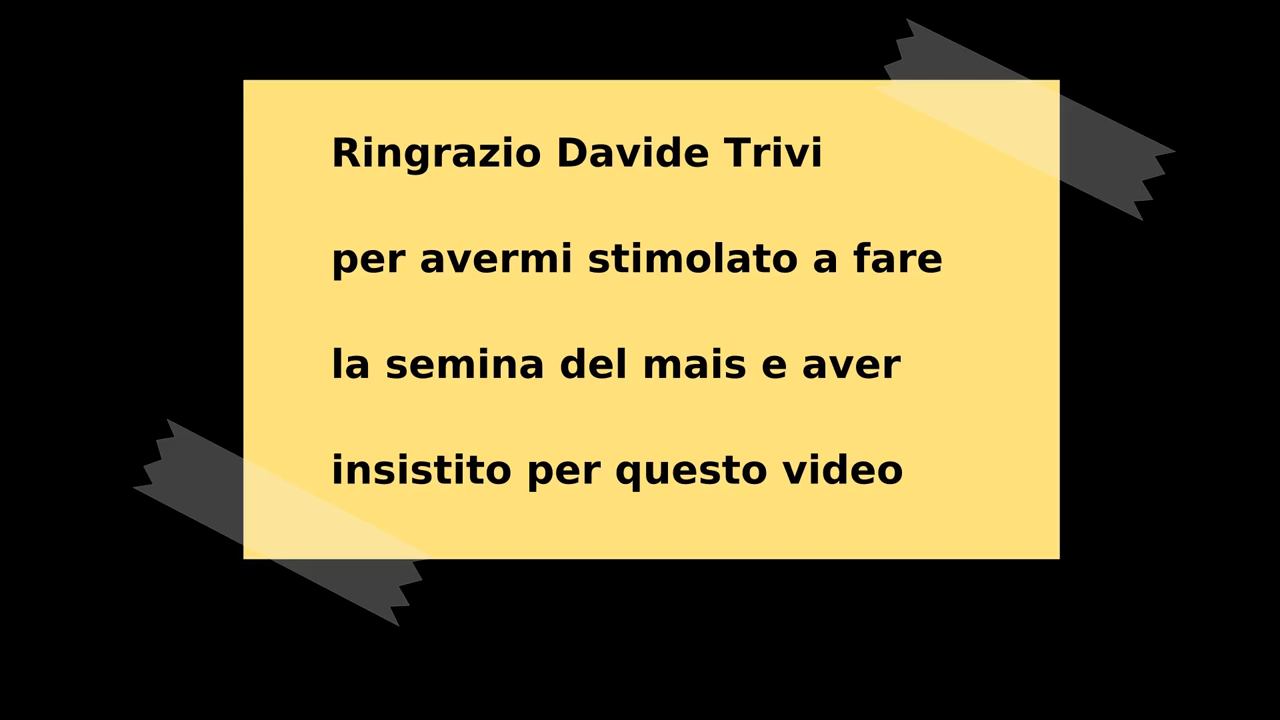 Ringrazio Davide Trivi
per avermi stimolato a fare
la semina del mais e aver
insistito per questo video